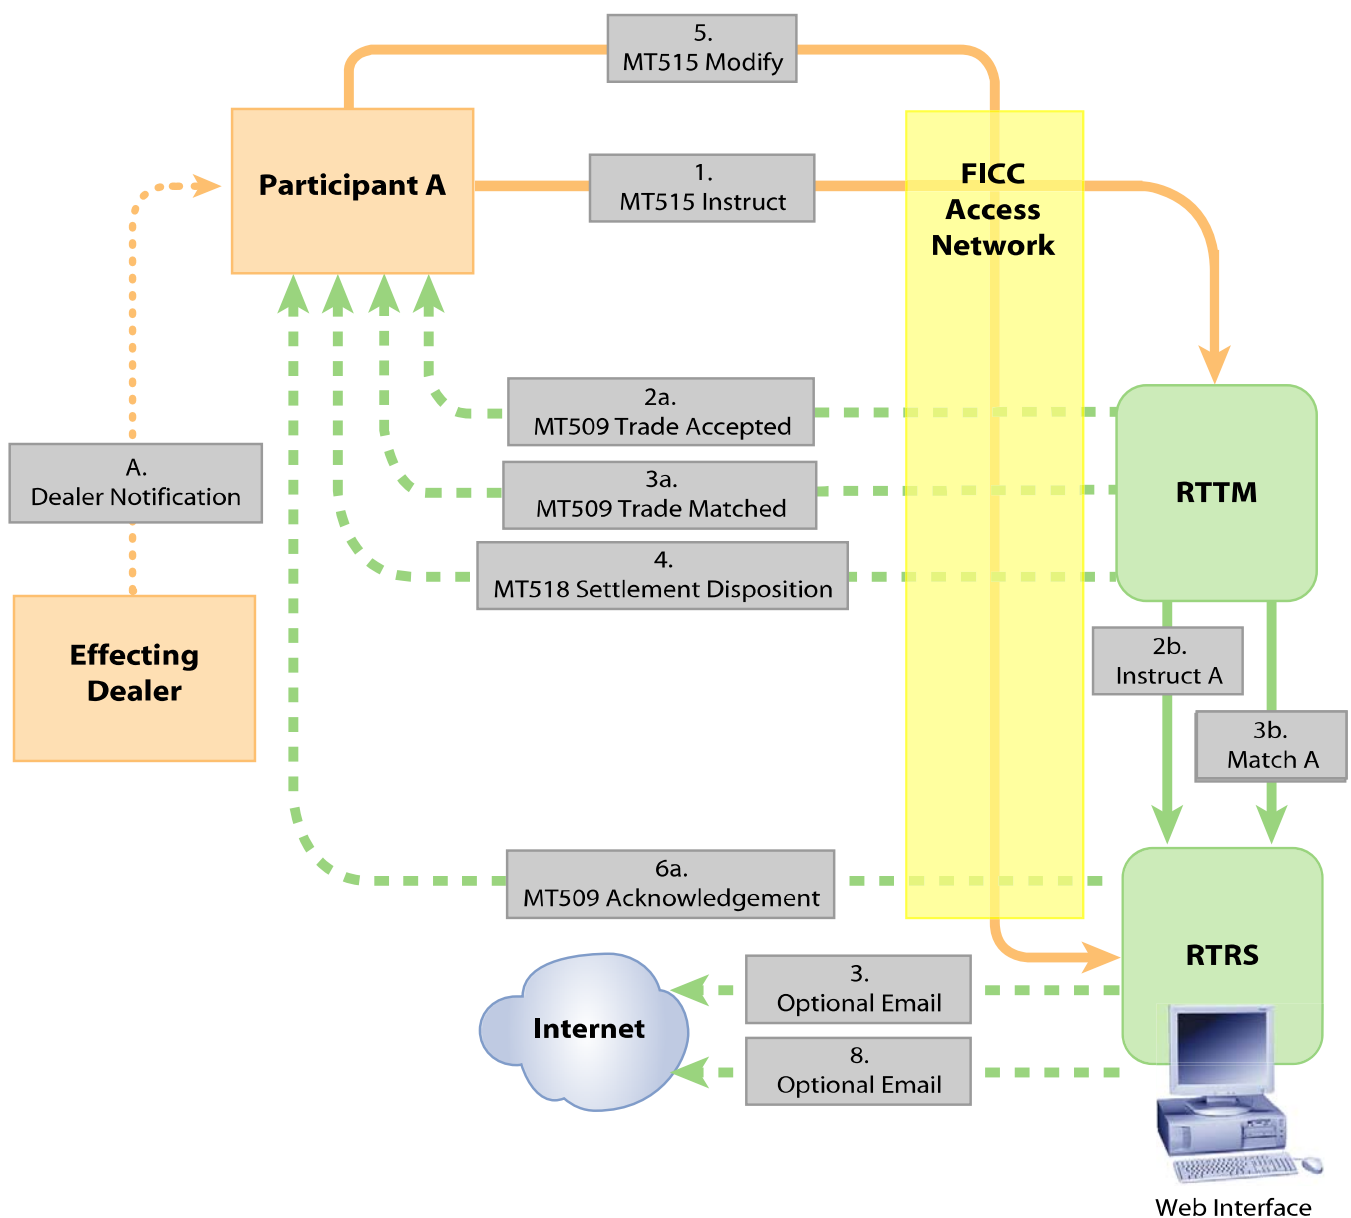 5.
MT515 Modify
Participant A
1.
MT515 Instruct
FICC
Access
Network
2a.
MT509 Trade Accepted
A.
Dealer Notification
3a.
MT509 Trade Matched
RTTM
4.
MT518 Settlement Disposition
Effecting
Dealer
2b.
Instruct A
3b.
Match A
6a.
MT509 Acknowledgement
RTRS
3.
Optional Email
Internet
8.
Optional Email
Web Interface